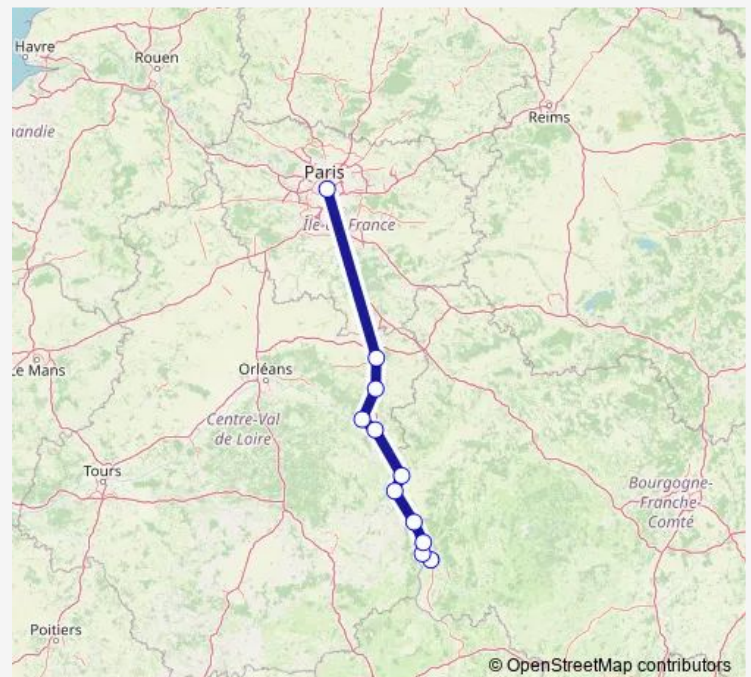 Havre
Rouen
Reims
andie
Paris
Île-de-France
Le Mans
Orléans
Centre-Val
de Loire
Tours
Bourgogne-
Franche-
Comté
Poitiers
© OpenStreetMap contributors